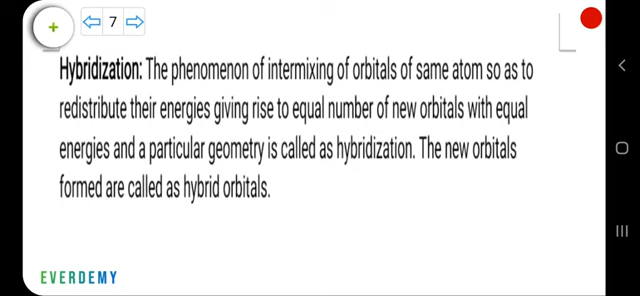 7
Hybridization: The phenomenon of intermixing of orbitals of same atom so as to
redistribute their energies giving rise to equal number of new orbitals with equal
energies and a particular geometry is called as hybridization. The new orbitals
formed are called as hybrid orbitals.
EVERDEMY